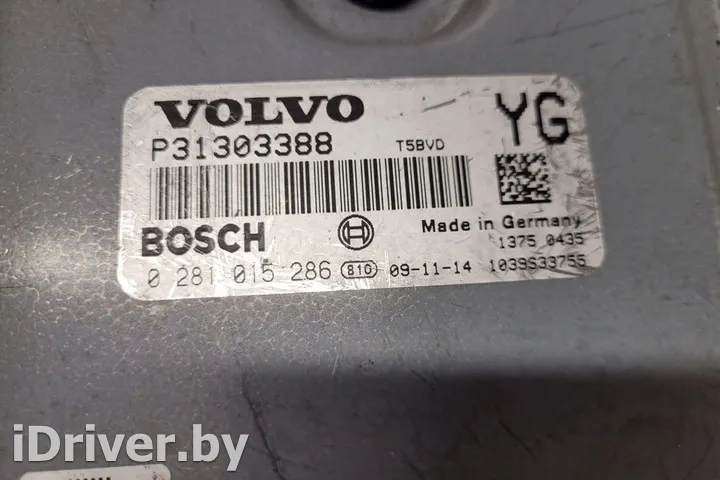 VOLVO
YG
P31303388 T5BVD
BOSCH
Made in Germany
1375 0435
0 281 015 286 810 09-11-14 1039S33755
iDriver.by